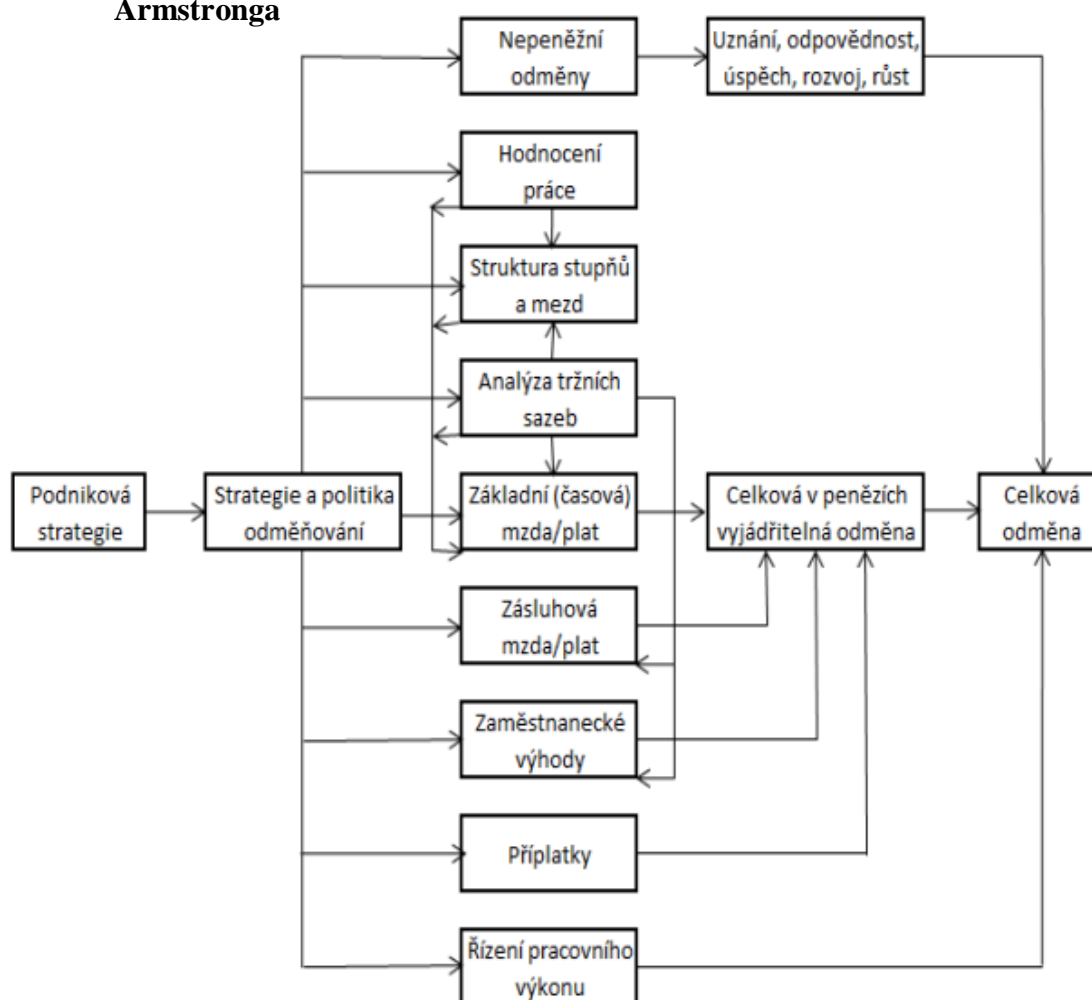 Armstronga
Nepeněžní
odměny
Uznání, odpovědnost,
úspěch, rozvoj, růst
Hodnocení
práce
Struktura stupňů
a mezd
Analýza tržních
sazeb
Podniková
strategie
Strategie a politika
odměňování
Základní (časová)
mzda/plat
Celková v penězích
vyjádřitelná odměna
Celková
odměna
Zásluhová
mzda/plat
Zaměstnanecké
výhody
Příplatky
Řízení pracovního
výkonu